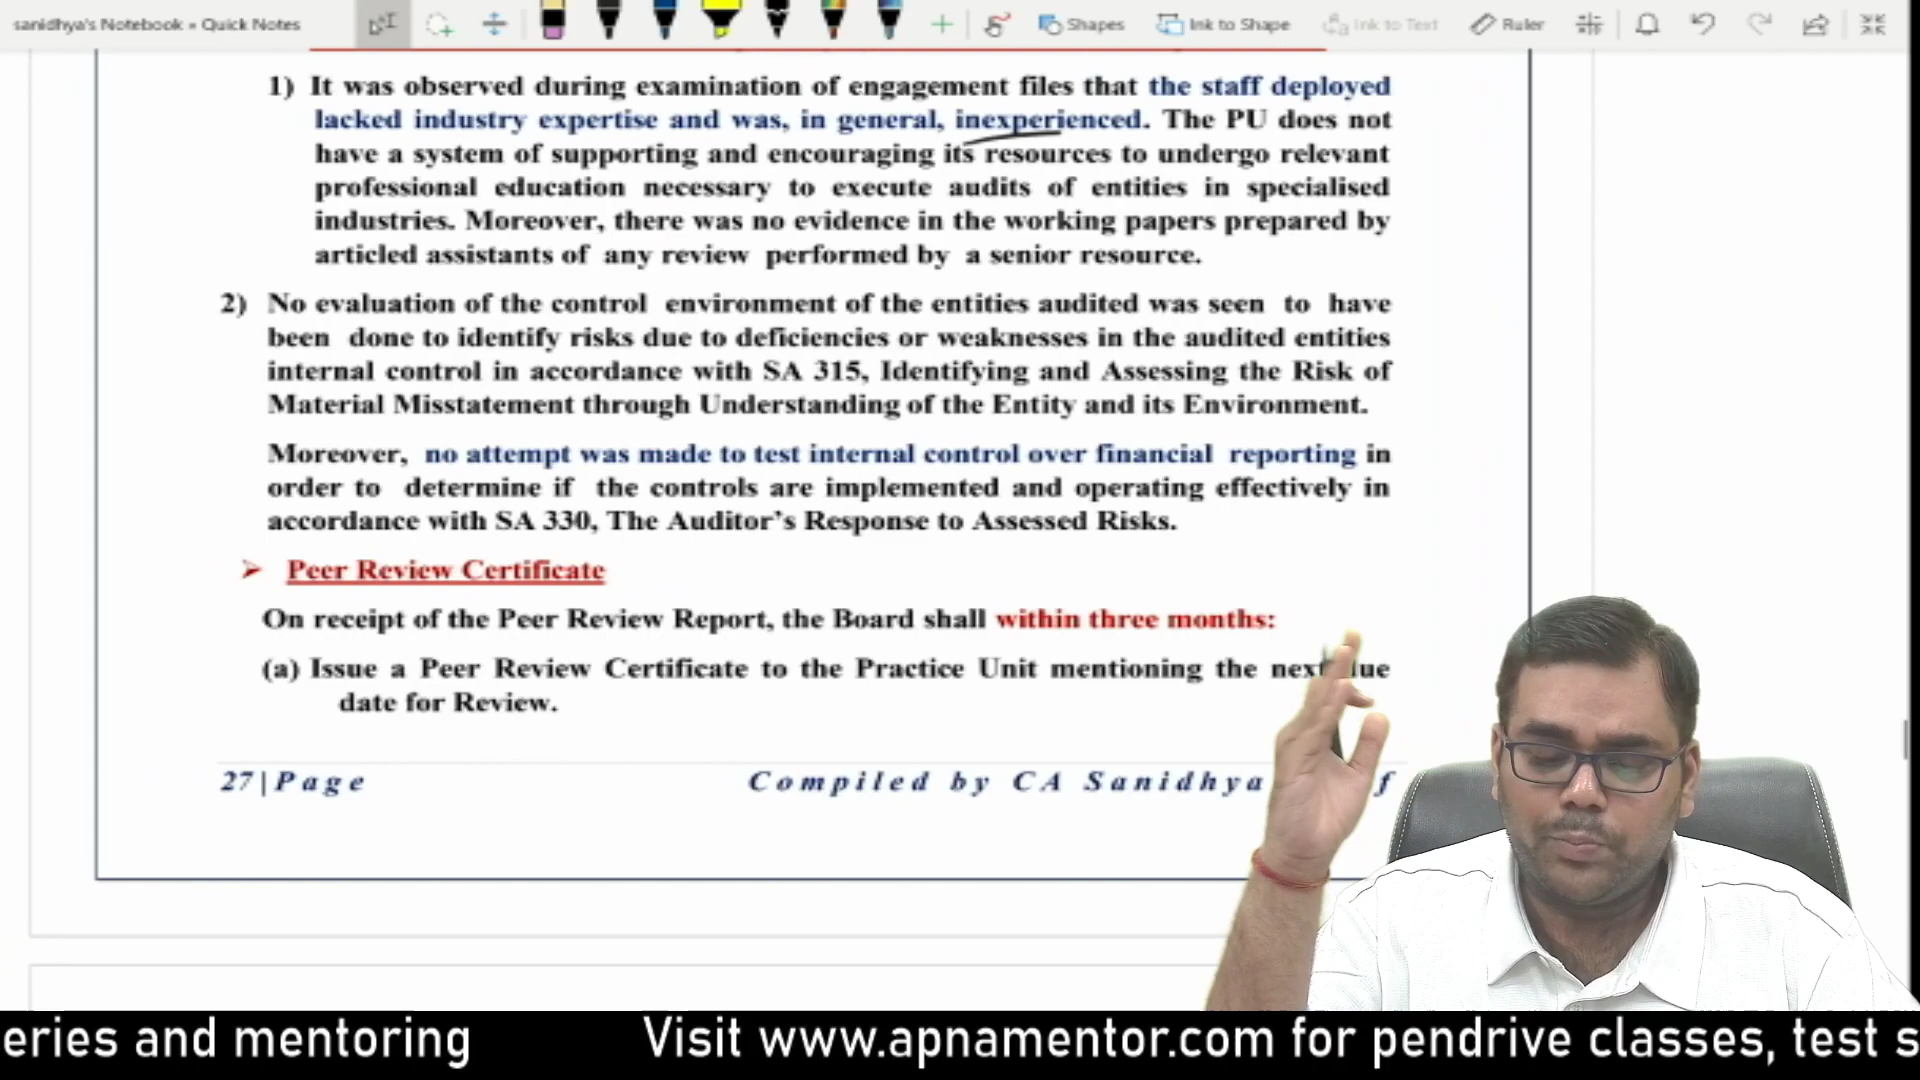 sanidhya's Notebook » Quick Notes
Shapes
Ink to Shape
Ink to Text
Ruler
1) It was observed during examination of engagement files that the staff deployed
lacked industry expertise and was, in general, inexperienced. The PU does not
have a system of supporting and encouraging its resources to undergo relevant
professional education necessary to execute audits of entities in specialised
industries. Moreover, there was no evidence in the working papers prepared by
articled assistants of any review performed by a senior resource.
2) No evaluation of the control environment of the entities audited was seen to have
been done to identify risks due to deficiencies or weaknesses in the audited entities
internal control in accordance with SA 315, Identifying and Assessing the Risk of
Material Misstatement through Understanding of the Entity and its Environment.
Moreover, no attempt was made to test internal control over financial reporting in
order to determine if the controls are implemented and operating effectively in
accordance with SA 330, The Auditor's Response to Assessed Risks.
➤ Peer Review Certificate
On receipt of the Peer Review Report, the Board shall within three months:
(a) Issue a Peer Review Certificate to the Practice Unit mentioning the next
date for Review.
27|Page
Compiled by CA Sanidhya
eries and mentoring
Visit www.apnamentor.com for pendrive classes, test s